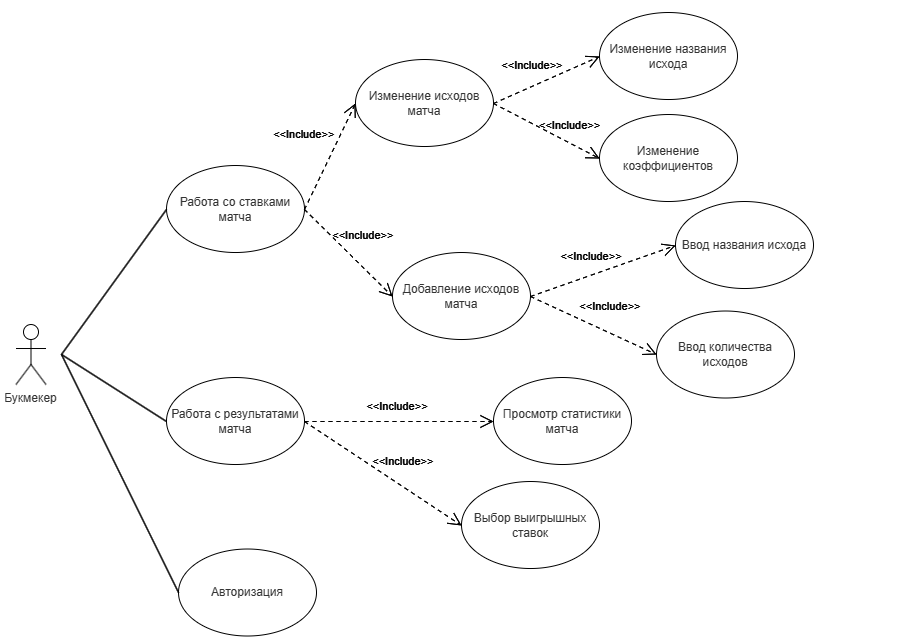 Изменение названия
исхода
<<Include>>
Изменение исходов
матча
<<Include>>
<<Include>>
Изменение
коэффициентов
Работа со ставками
матча
<<Include>>
Ввод названия исхода
<<Include>>
Добавление исходов
матча
<<Include>>
Ввод количества
исходов
Букмекер
Работа с результатами
матча
<<Include>>
Просмотр статистики
матча
<<Include>>
Выбор выигрышных
ставок
Авторизация